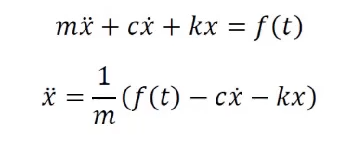 mẍ + cẋ + kx = f(t)
ẍ = 1/m (f(t) − cẋ − kx)